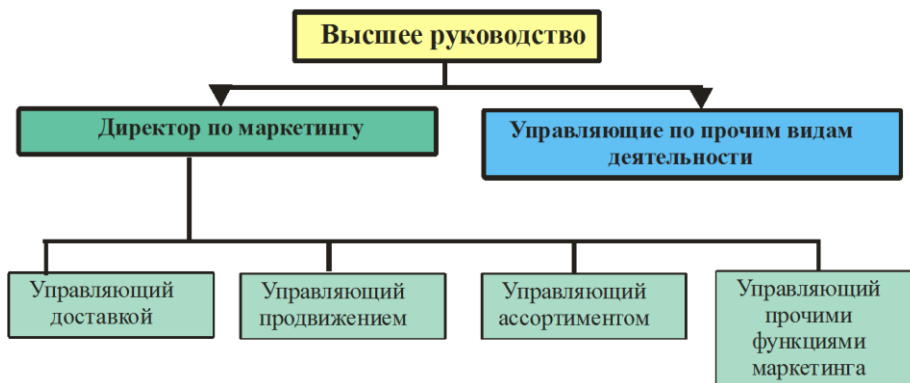 Высшее руководство
Директор по маркетингу
Управляющие по прочим видам
деятельности
Управляющий
доставкой
Управляющий
продвижением
Управляющий
ассортиментом
Управляющий
прочими
функциями
маркетинга